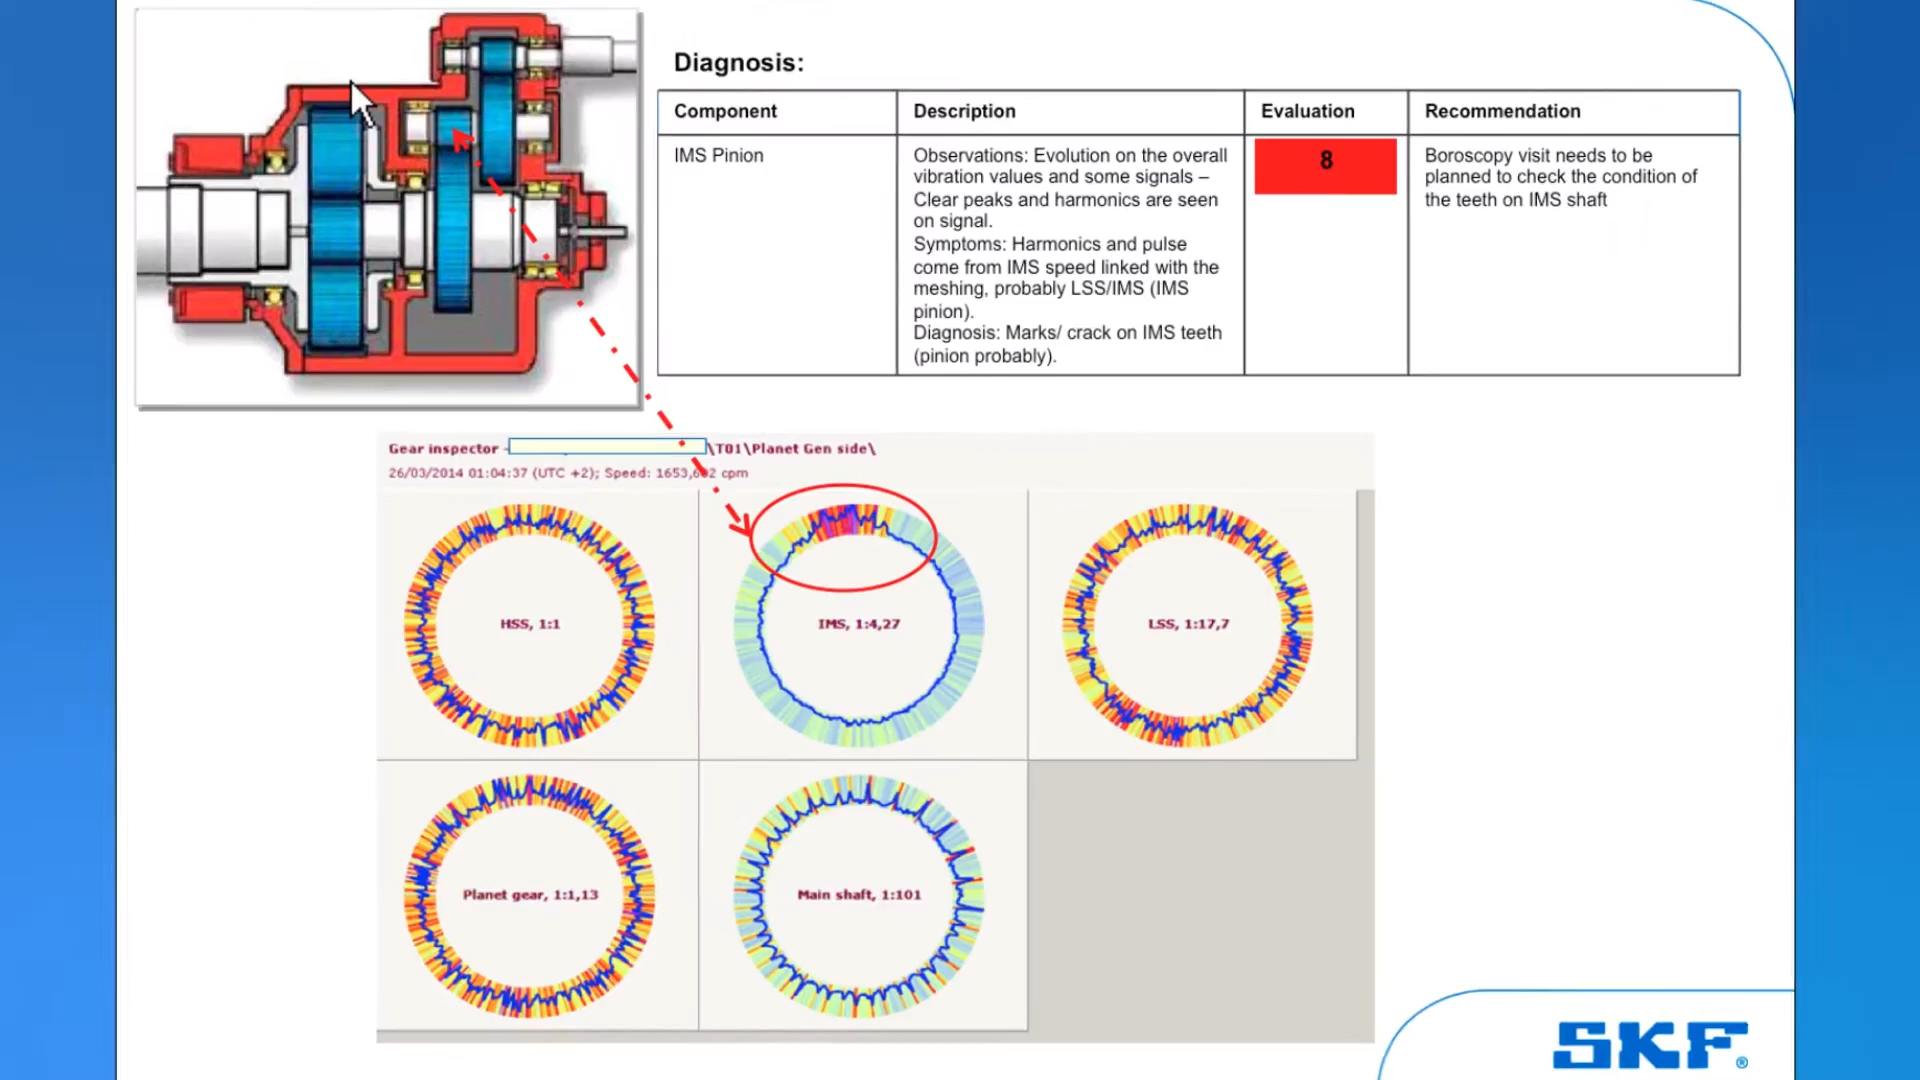 Diagnosis:
Component Description Evaluation Recommendation
IMS Pinion
Observations: Evolution on the overall
vibration values and some signals –
Clear peaks and harmonics are seen
on signal.
Symptoms: Harmonics and pulse
come from IMS speed linked with the
meshing, probably LSS/IMS (IMS
pinion).
Diagnosis: Marks/ crack on IMS teeth
(pinion probably).
8
Boroscopy visit needs to be
planned to check the condition of
the teeth on IMS shaft
Gear inspector - \T01\Planet Gen side\
26/03/2014 01:04:37 (UTC +2); Speed: cpm
HSS, 1:1
IMS, 1:4,27
LSS, 1:17,7
Planet gear, 1:1,13
Main shaft, 1:101
SKF®